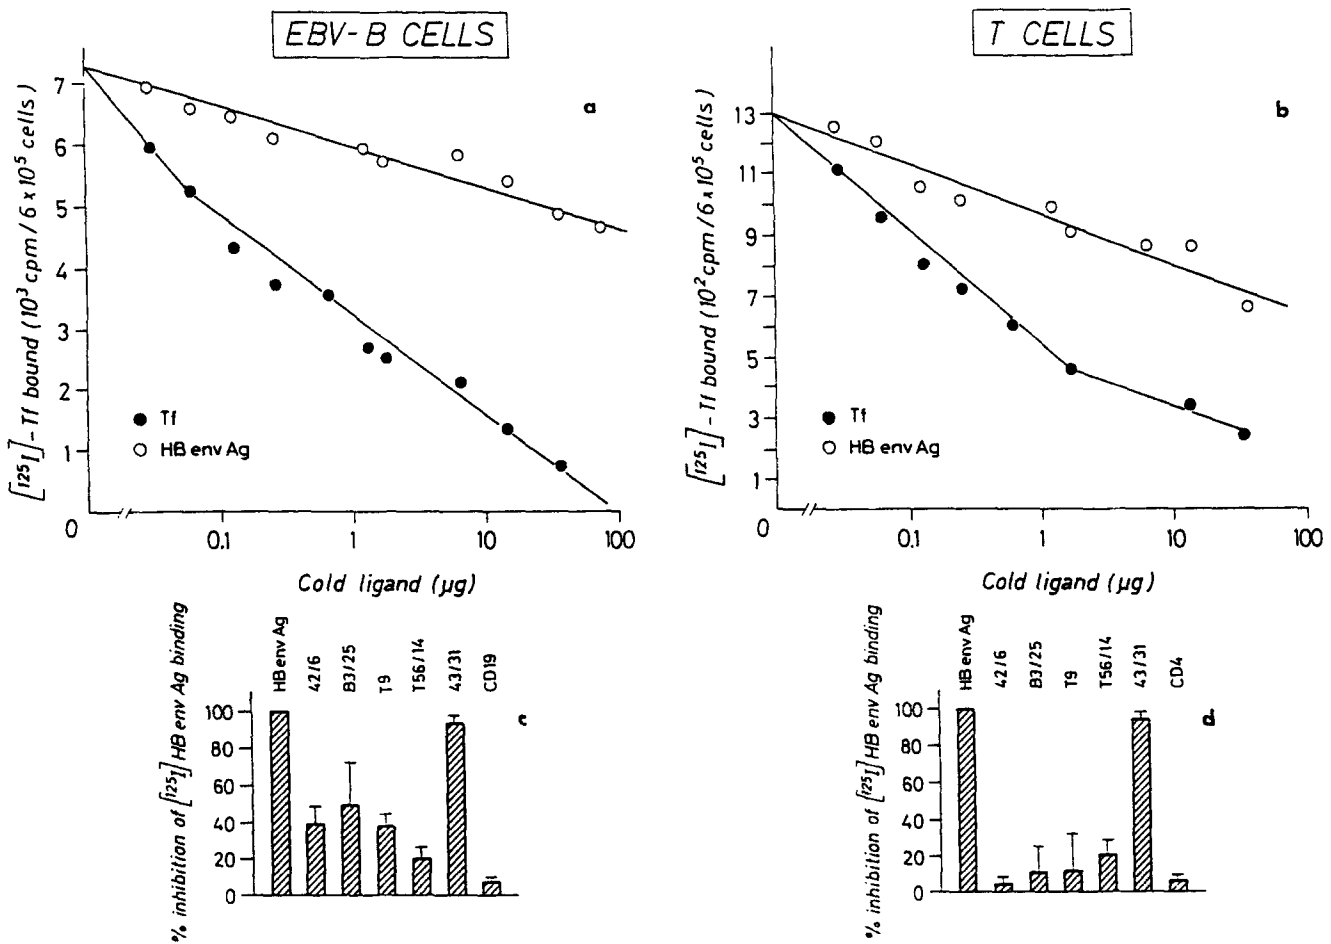 EBV-B CELLS
T CELLS
a
[¹²⁵I]-Tf bound (10³ cpm/6 x 10⁵ cells)
7
6
5
4
3
2
1
0
● Tf
○ HB env Ag
0.1
1
10
100
Cold ligand (µg)
b
[¹²⁵I]-Tf bound (10² cpm/6 x 10⁵ cells)
13
11
9
7
5
3
1
0
● Tf
○ HB env Ag
0.1
1
10
100
Cold ligand (µg)
c
% inhibition of [¹²⁵I] HB env Ag binding
HB env Ag
42/6
B3/25
T9
T56/14
43/31
CD19
100
80
60
40
20
0
d
% inhibition of [¹²⁵I] HB env Ag binding
HB env Ag
42/6
B3/25
T9
T56/14
43/31
CD4
100
80
60
40
20
0